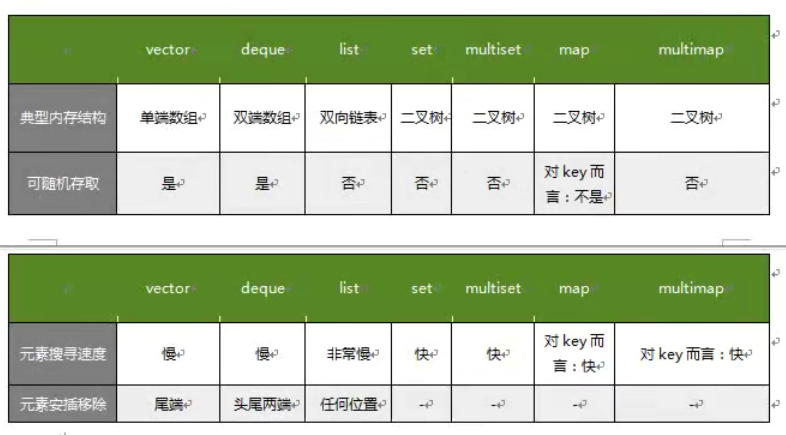 vector deque list set multiset map multimap
典型内存结构 单端数组 双端数组 双向链表 二叉树 二叉树 二叉树 二叉树
可随机存取 是 是 否 否 否 对 key 而言：不是 否
vector deque list set multiset map multimap
元素搜寻速度 慢 慢 非常慢 快 快 对 key 而言：快 对 key 而言：快
元素安插移除 尾端 头尾两端 任何位置 - - - -